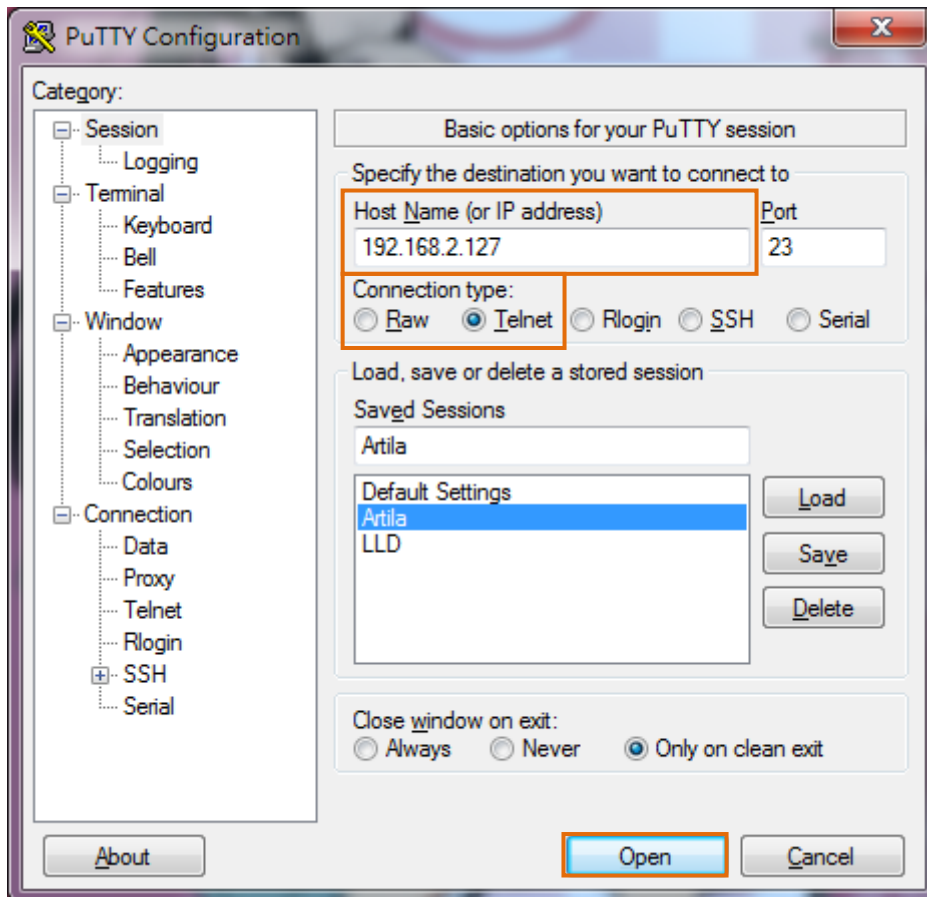 PuTTY Configuration
Category:
Session
Logging
Terminal
Keyboard
Bell
Features
Window
Appearance
Behaviour
Translation
Selection
Colours
Connection
Data
Proxy
Telnet
Rlogin
SSH
Serial
Basic options for your PuTTY session
Specify the destination you want to connect to
Host Name (or IP address) Port
192.168.2.127 23
Connection type:
Raw Telnet Rlogin SSH Serial
Load, save or delete a stored session
Saved Sessions
Artila
Default Settings
Artila
LLD
Load
Save
Delete
Close window on exit:
Always Never Only on clean exit
About Open Cancel